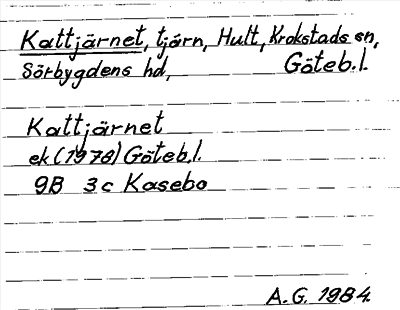 Kattjärnet, tjärn, Hult, Krokstads sn,
Sörbygdens hd, Göteb.l.
Kattjärnet
ek (1978) Göteb.l.
9B 3c Kasebo
A.G. 1984.